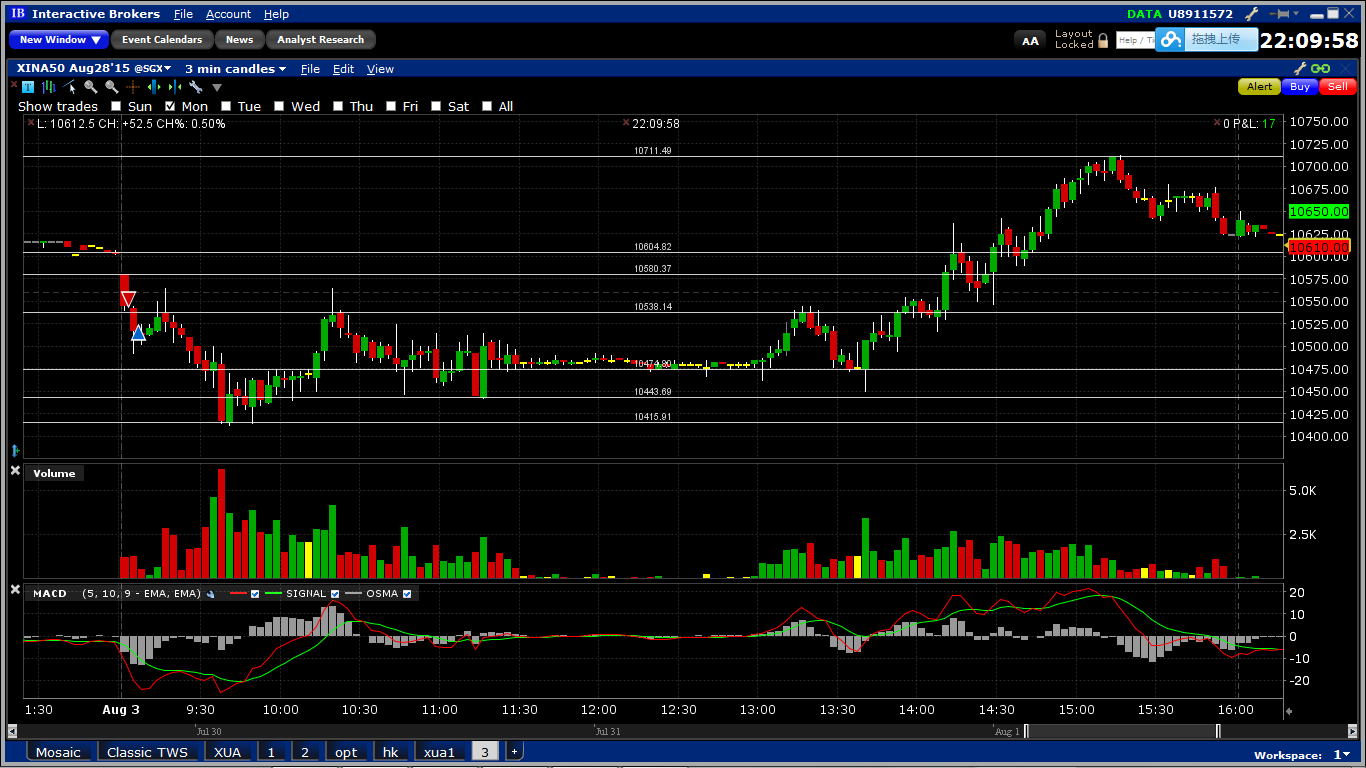 IB Interactive Brokers File Account Help DATA U8911572
New Window Event Calendars News Analyst Research AA Layout Locked Help / 拖拽上传 22:09:58
XINA50 Aug28'15 @SGX 3 min candles File Edit View
Alert Buy Sell
Show trades Sun Mon Tue Wed Thu Fri Sat All
L: 10612.5 CH: +52.5 CH%: 0.50% 22:09:58 0 P&L: 17
10750.00
10725.00
10711.49
10700.00
10675.00
10650.00
10625.00
10610.00
10604.82
10600.00
10580.37
10575.00
10550.00
10538.14
10525.00
10500.00
10475.00
10450.00
10443.69
10425.00
10415.91
10400.00
Volume
5.0K
2.5K
MACD (5, 10, 9 - EMA, EMA) SIGNAL OSMA
20
10
0
-10
-20
1:30 Aug 3 9:30 10:00 10:30 11:00 11:30 12:00 12:30 13:00 13:30 14:00 14:30 15:00 15:30 16:00
Jul 30 Jul 31 Aug 1
Mosaic Classic TWS XUA 1 2 opt hk xua1 3 +
Workspace: 1